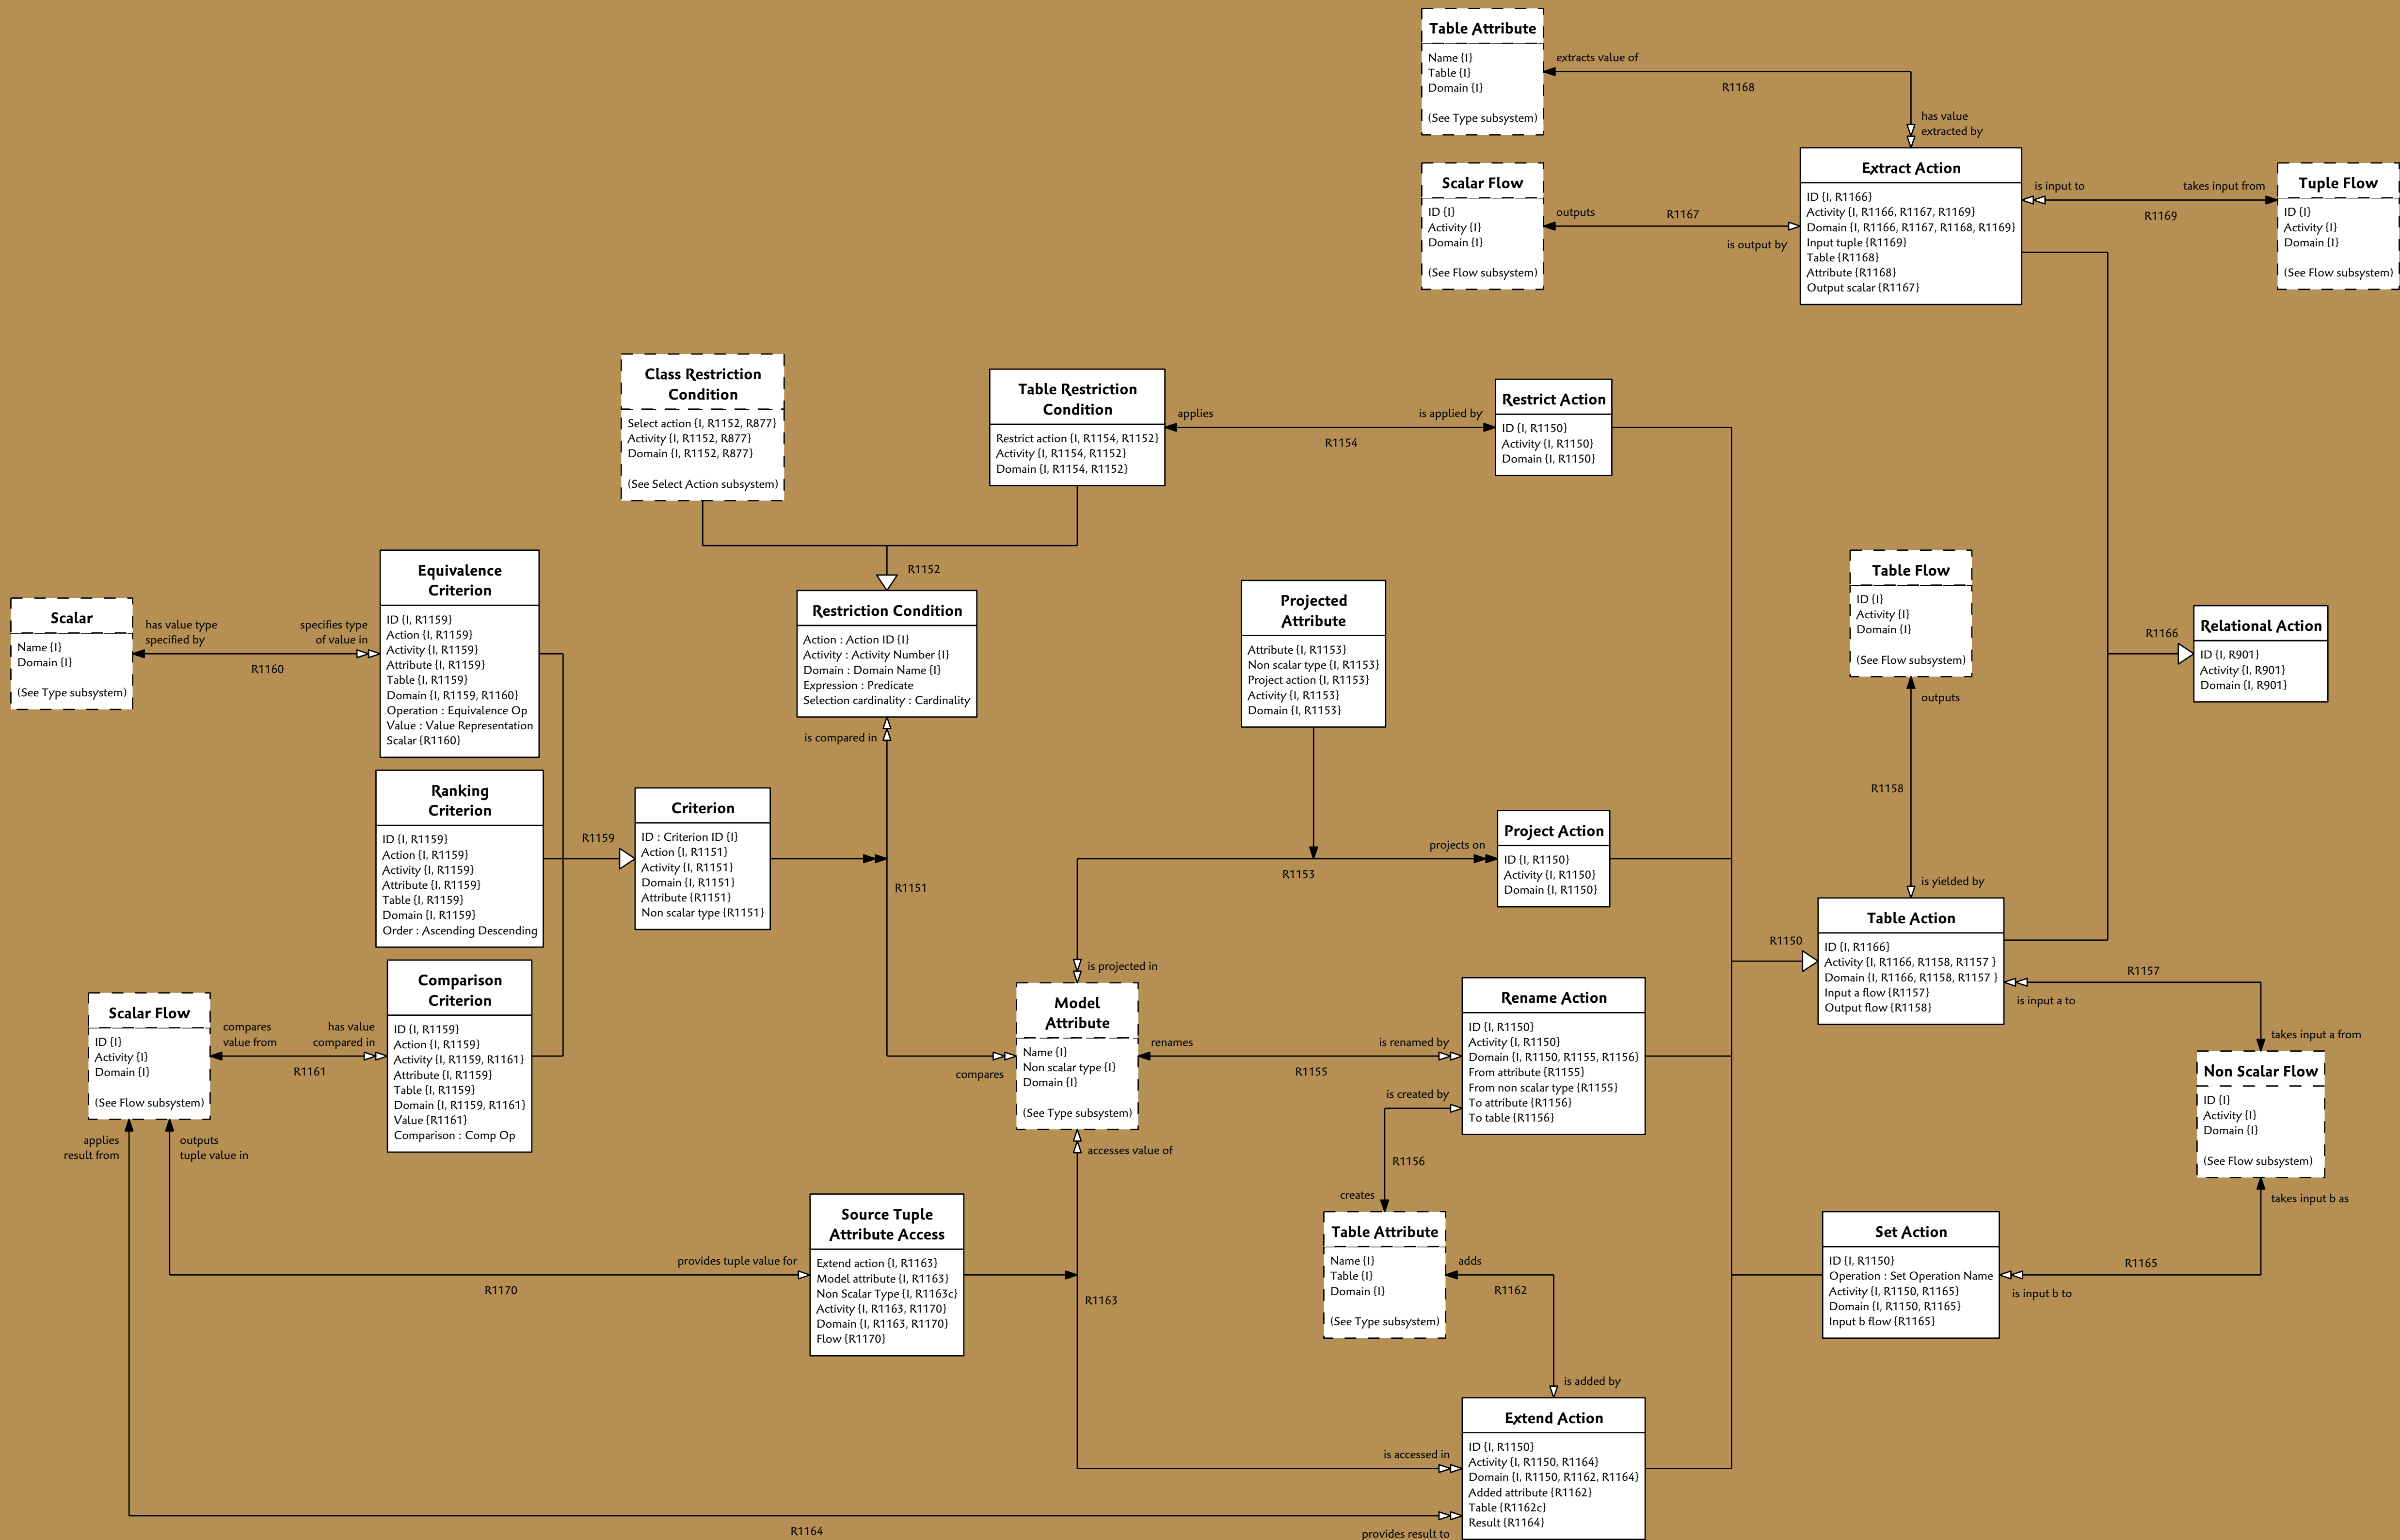 Table Attribute
Name {I}
Table {I}
Domain {I}
(See Type subsystem)
extracts value of
R1168
has value
extracted by
Scalar Flow
ID {I}
Activity {I}
Domain {I}
(See Flow subsystem)
outputs
R1167
is output by
Extract Action
ID {I, R1166}
Activity {I, R1166, R1167, R1169}
Domain {I, R1166, R1167, R1168, R1169}
Input tuple {R1169}
Table {R1168}
Attribute {R1168}
Output scalar {R1167}
is input to
takes input from
R1169
Tuple Flow
ID {I}
Activity {I}
Domain {I}
(See Flow subsystem)
Class Restriction
Condition
Select action {I, R1152, R877}
Activity {I, R1152, R877}
Domain {I, R1152, R877}
(See Select Action subsystem)
Table Restriction
Condition
Restrict action {I, R1154, R1152}
Activity {I, R1154, R1152}
Domain {I, R1154, R1152}
applies
is applied by
R1154
Restrict Action
ID {I, R1150}
Activity {I, R1150}
Domain {I, R1150}
R1152
Scalar
Name {I}
Domain {I}
(See Type subsystem)
has value type
specified by
specifies type
of value in
R1160
Equivalence
Criterion
ID {I, R1159}
Action {I, R1159}
Activity {I, R1159}
Attribute {I, R1159}
Table {I, R1159}
Domain {I, R1159, R1160}
Operation : Equivalence Op
Value : Value Representation
Scalar {R1160}
Restriction Condition
Action : Action ID {I}
Activity : Activity Number {I}
Domain : Domain Name {I}
Expression : Predicate
Selection cardinality : Cardinality
is compared in
Projected
Attribute
Attribute {I, R1153}
Non scalar type {I, R1153}
Project action {I, R1153}
Activity {I, R1153}
Domain {I, R1153}
Table Flow
ID {I}
Activity {I}
Domain {I}
(See Flow subsystem)
outputs
R1158
is yielded by
R1166
Relational Action
ID {I, R901}
Activity {I, R901}
Domain {I, R901}
Ranking
Criterion
ID {I, R1159}
Action {I, R1159}
Activity {I, R1159}
Attribute {I, R1159}
Table {I, R1159}
Domain {I, R1159}
Order : Ascending Descending
R1159
Criterion
ID : Criterion ID {I}
Action {I, R1151}
Activity {I, R1151}
Domain {I, R1151}
Attribute {R1151}
Non scalar type {R1151}
R1151
projects on
R1153
is projected in
Project Action
ID {I, R1150}
Activity {I, R1150}
Domain {I, R1150}
R1150
Table Action
ID {I, R1166}
Activity {I, R1166, R1158, R1157 }
Domain {I, R1166, R1158, R1157 }
Input a flow {R1157}
Output flow {R1158}
R1157
is input a to
takes input a from
Scalar Flow
ID {I}
Activity {I}
Domain {I}
(See Flow subsystem)
compares
value from
has value
compared in
R1161
Comparison
Criterion
ID {I, R1159}
Action {I, R1159}
Activity {I, R1159, R1161}
Attribute {I, R1159}
Table {I, R1159}
Domain {I, R1159, R1161}
Value {R1161}
Comparison : Comp Op
compares
Model
Attribute
Name {I}
Non scalar type {I}
Domain {I}
(See Type subsystem)
renames
is renamed by
R1155
is created by
R1156
creates
Rename Action
ID {I, R1150}
Activity {I, R1150}
Domain {I, R1150, R1155, R1156}
From attribute {R1155}
From non scalar type {R1155}
To attribute {R1156}
To table {R1156}
Non Scalar Flow
ID {I}
Activity {I}
Domain {I}
(See Flow subsystem)
takes input b as
applies
result from
outputs
tuple value in
accesses value of
provides tuple value for
R1170
Source Tuple
Attribute Access
Extend action {I, R1163}
Model attribute {I, R1163}
Non Scalar Type {I, R1163c}
Activity {I, R1163, R1170}
Domain {I, R1163, R1170}
Flow {R1170}
R1163
Table Attribute
Name {I}
Table {I}
Domain {I}
(See Type subsystem)
adds
R1162
is added by
Set Action
ID {I, R1150}
Operation : Set Operation Name
Activity {I, R1150, R1165}
Domain {I, R1150, R1165}
Input b flow {R1165}
R1165
is input b to
is accessed in
Extend Action
ID {I, R1150}
Activity {I, R1150, R1164}
Domain {I, R1150, R1162, R1164}
Added attribute {R1162}
Table {R1162c}
Result {R1164}
R1164
provides result to